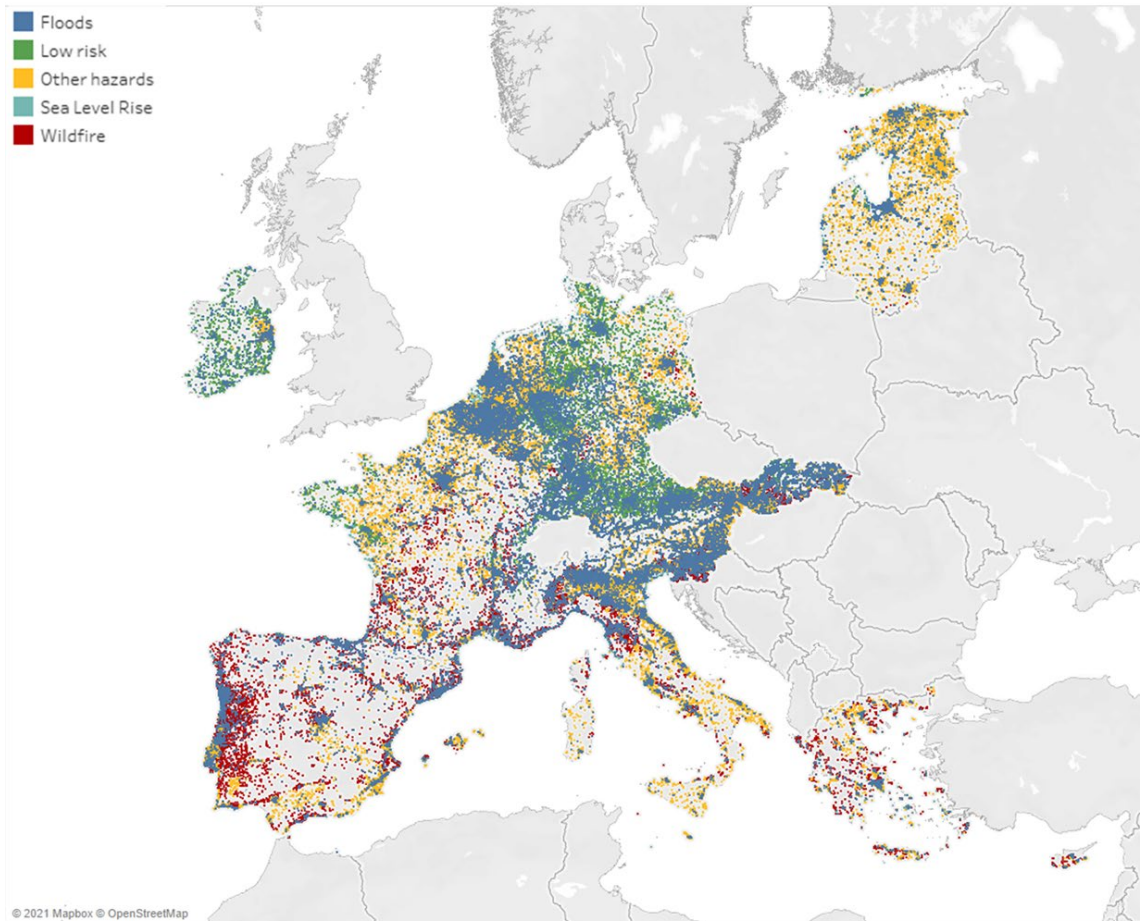 Floods
Low risk
Other hazards
Sea Level Rise
Wildfire
© 2021 Mapbox © OpenStreetMap